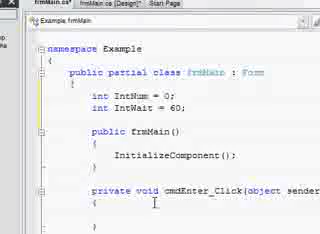 frmMain.cs* frmMain.cs [Design]* Start Page
Example.frmMain
namespace Example
{
public partial class frmMain : Form
{
int IntNum = 0;
int IntWait = 60;
public frmMain()
{
InitializeComponent();
}
private void cmdEnter_Click(object sender
{
}